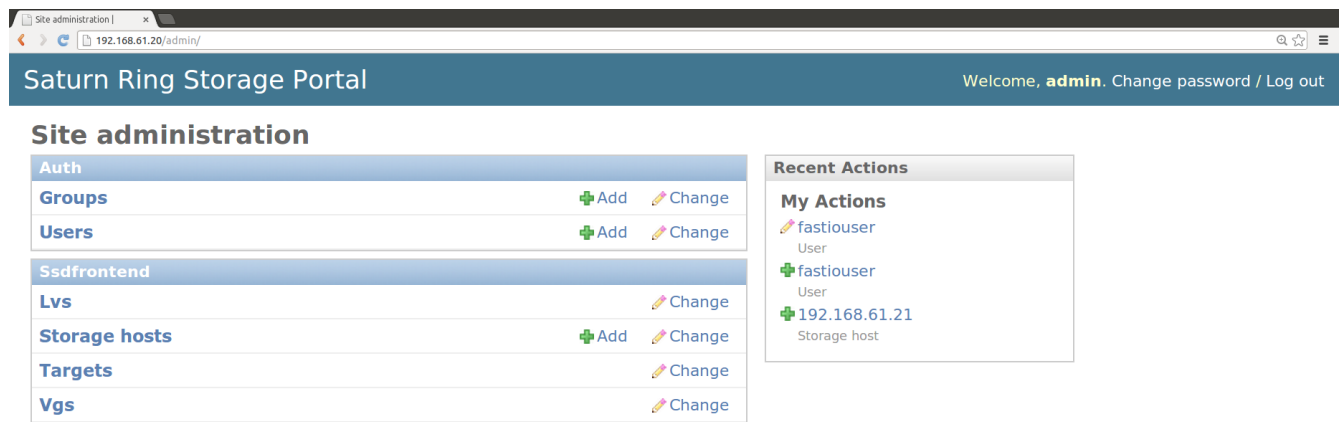 Site administration |
192.168.61.20/admin/
Saturn Ring Storage Portal
Welcome, admin. Change password / Log out
Site administration
Auth
Groups Add Change
Users Add Change
Ssdfrontend
Lvs Change
Storage hosts Add Change
Targets Change
Vgs Change
Recent Actions
My Actions
fastiouser
User
fastiouser
User
192.168.61.21
Storage host